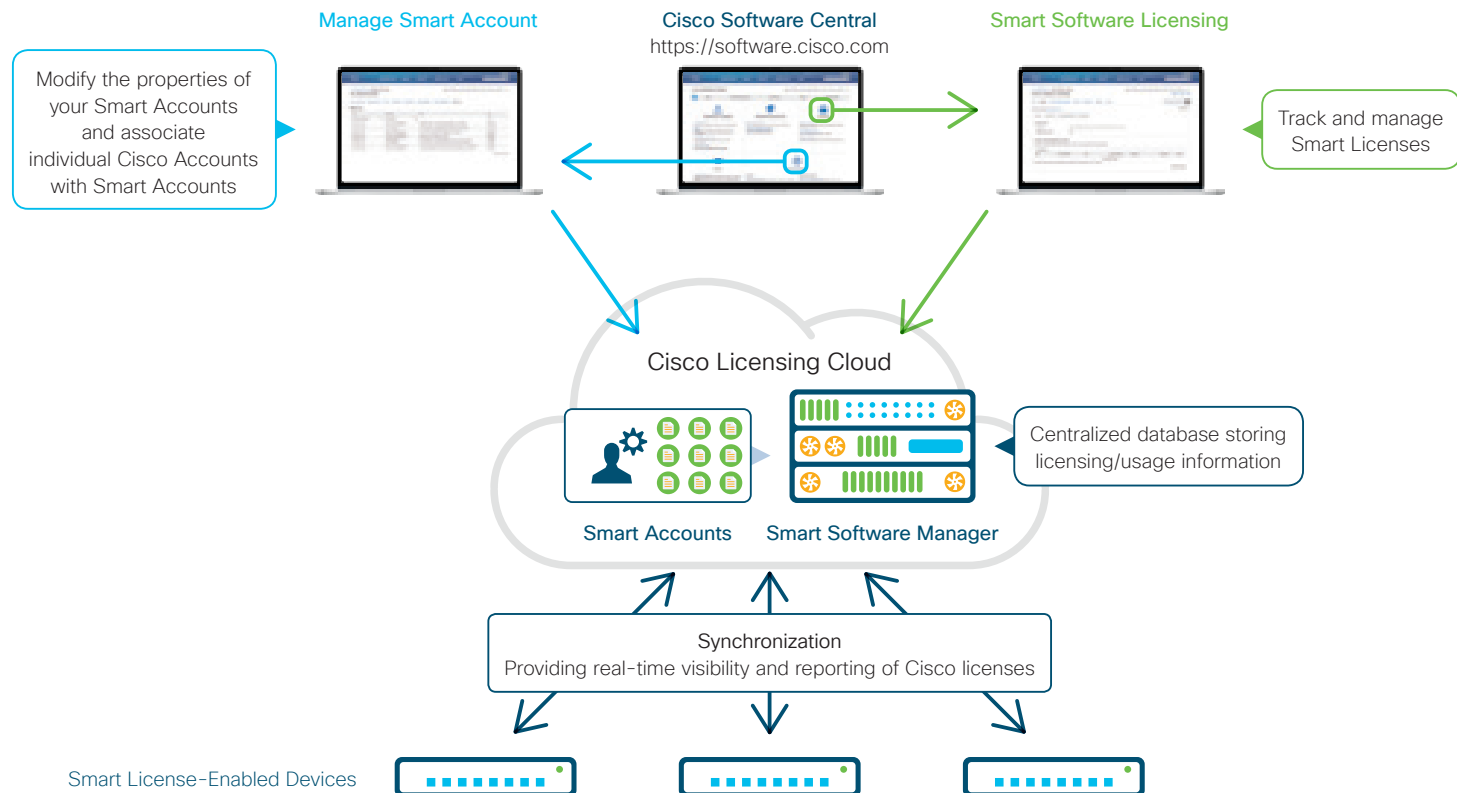 Manage Smart Account
Cisco Software Central
https://software.cisco.com
Smart Software Licensing
Modify the properties of
your Smart Accounts
and associate
individual Cisco Accounts
with Smart Accounts
Track and manage
Smart Licenses
Cisco Licensing Cloud
Centralized database storing
licensing/usage information
Smart Accounts
Smart Software Manager
Synchronization
Providing real-time visibility and reporting of Cisco licenses
Smart License-Enabled Devices